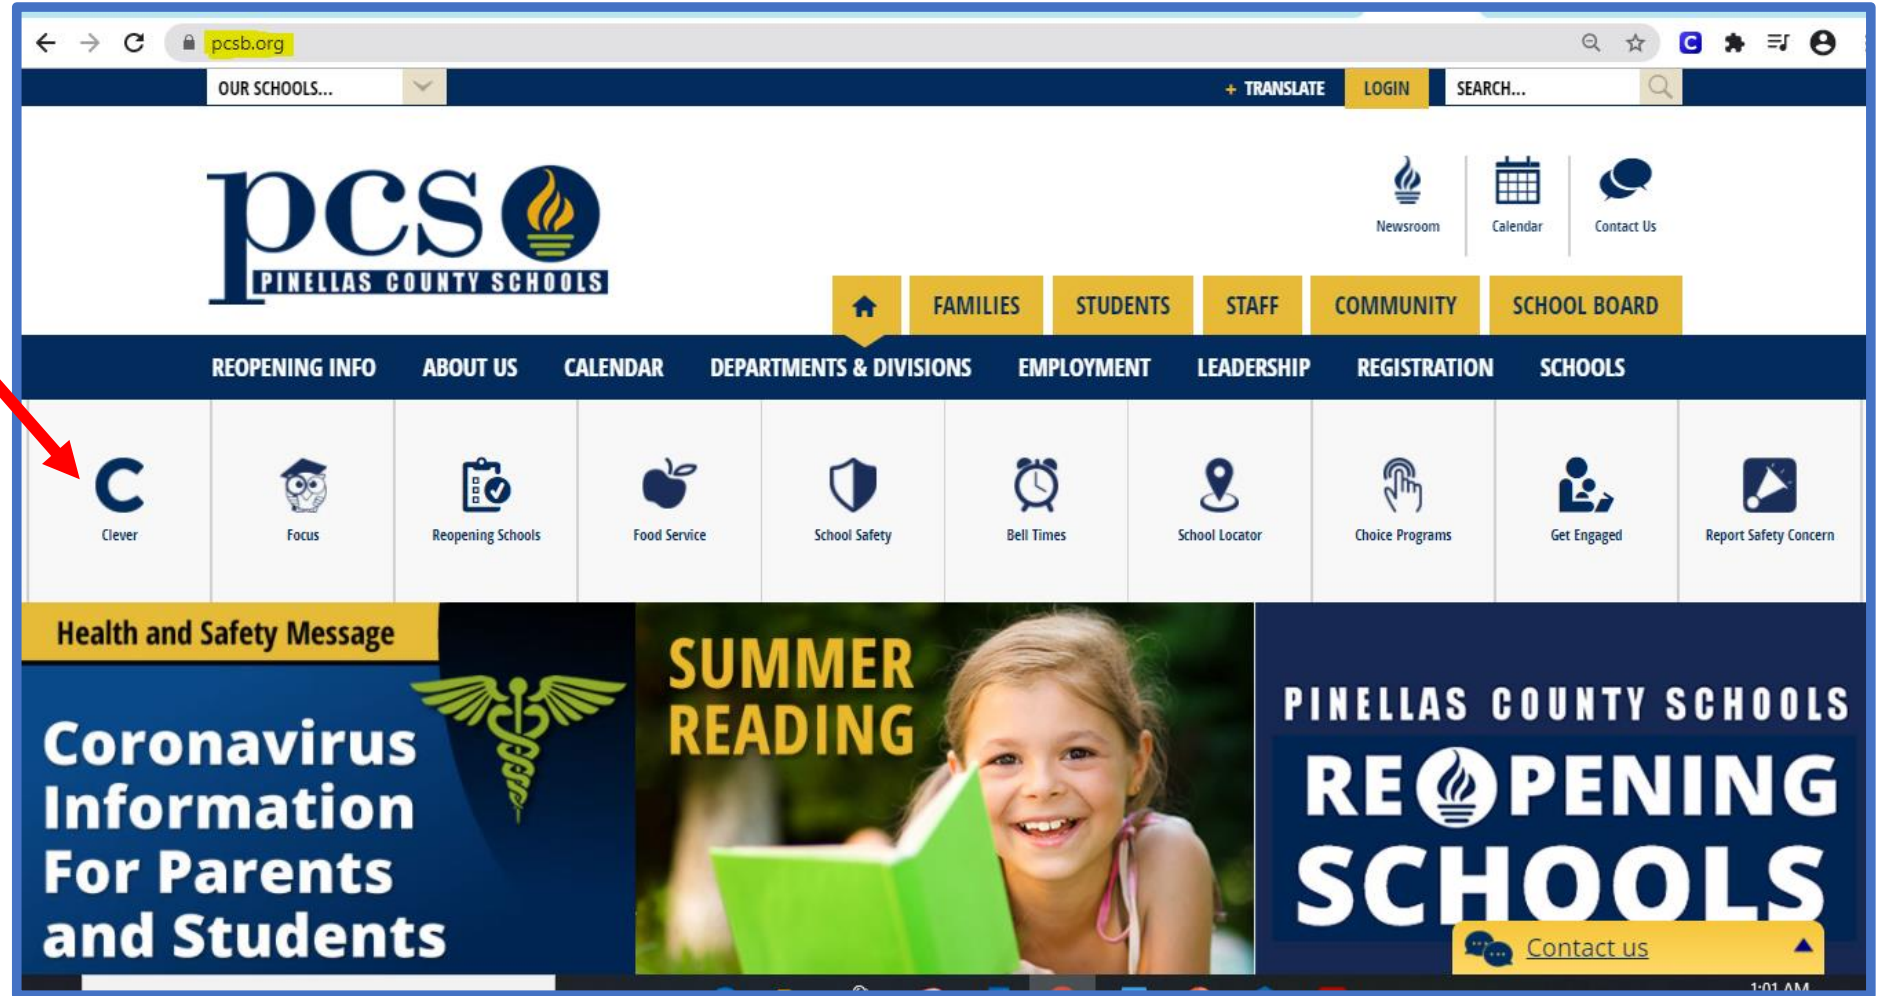 pcsb.org
OUR SCHOOLS...
+ TRANSLATE
LOGIN
SEARCH...
pcs
PINELLAS COUNTY SCHOOLS
Newsroom
Calendar
Contact Us
FAMILIES
STUDENTS
STAFF
COMMUNITY
SCHOOL BOARD
REOPENING INFO
ABOUT US
CALENDAR
DEPARTMENTS & DIVISIONS
EMPLOYMENT
LEADERSHIP
REGISTRATION
SCHOOLS
C
Clever
Focus
Reopening Schools
Food Service
School Safety
Bell Times
School Locator
Choice Programs
Get Engaged
Report Safety Concern
Health and Safety Message
Coronavirus
Information
For Parents
and Students
SUMMER
READING
PINELLAS COUNTY SCHOOLS
REOPENING
SCHOOLS
Contact us
1:01 AM